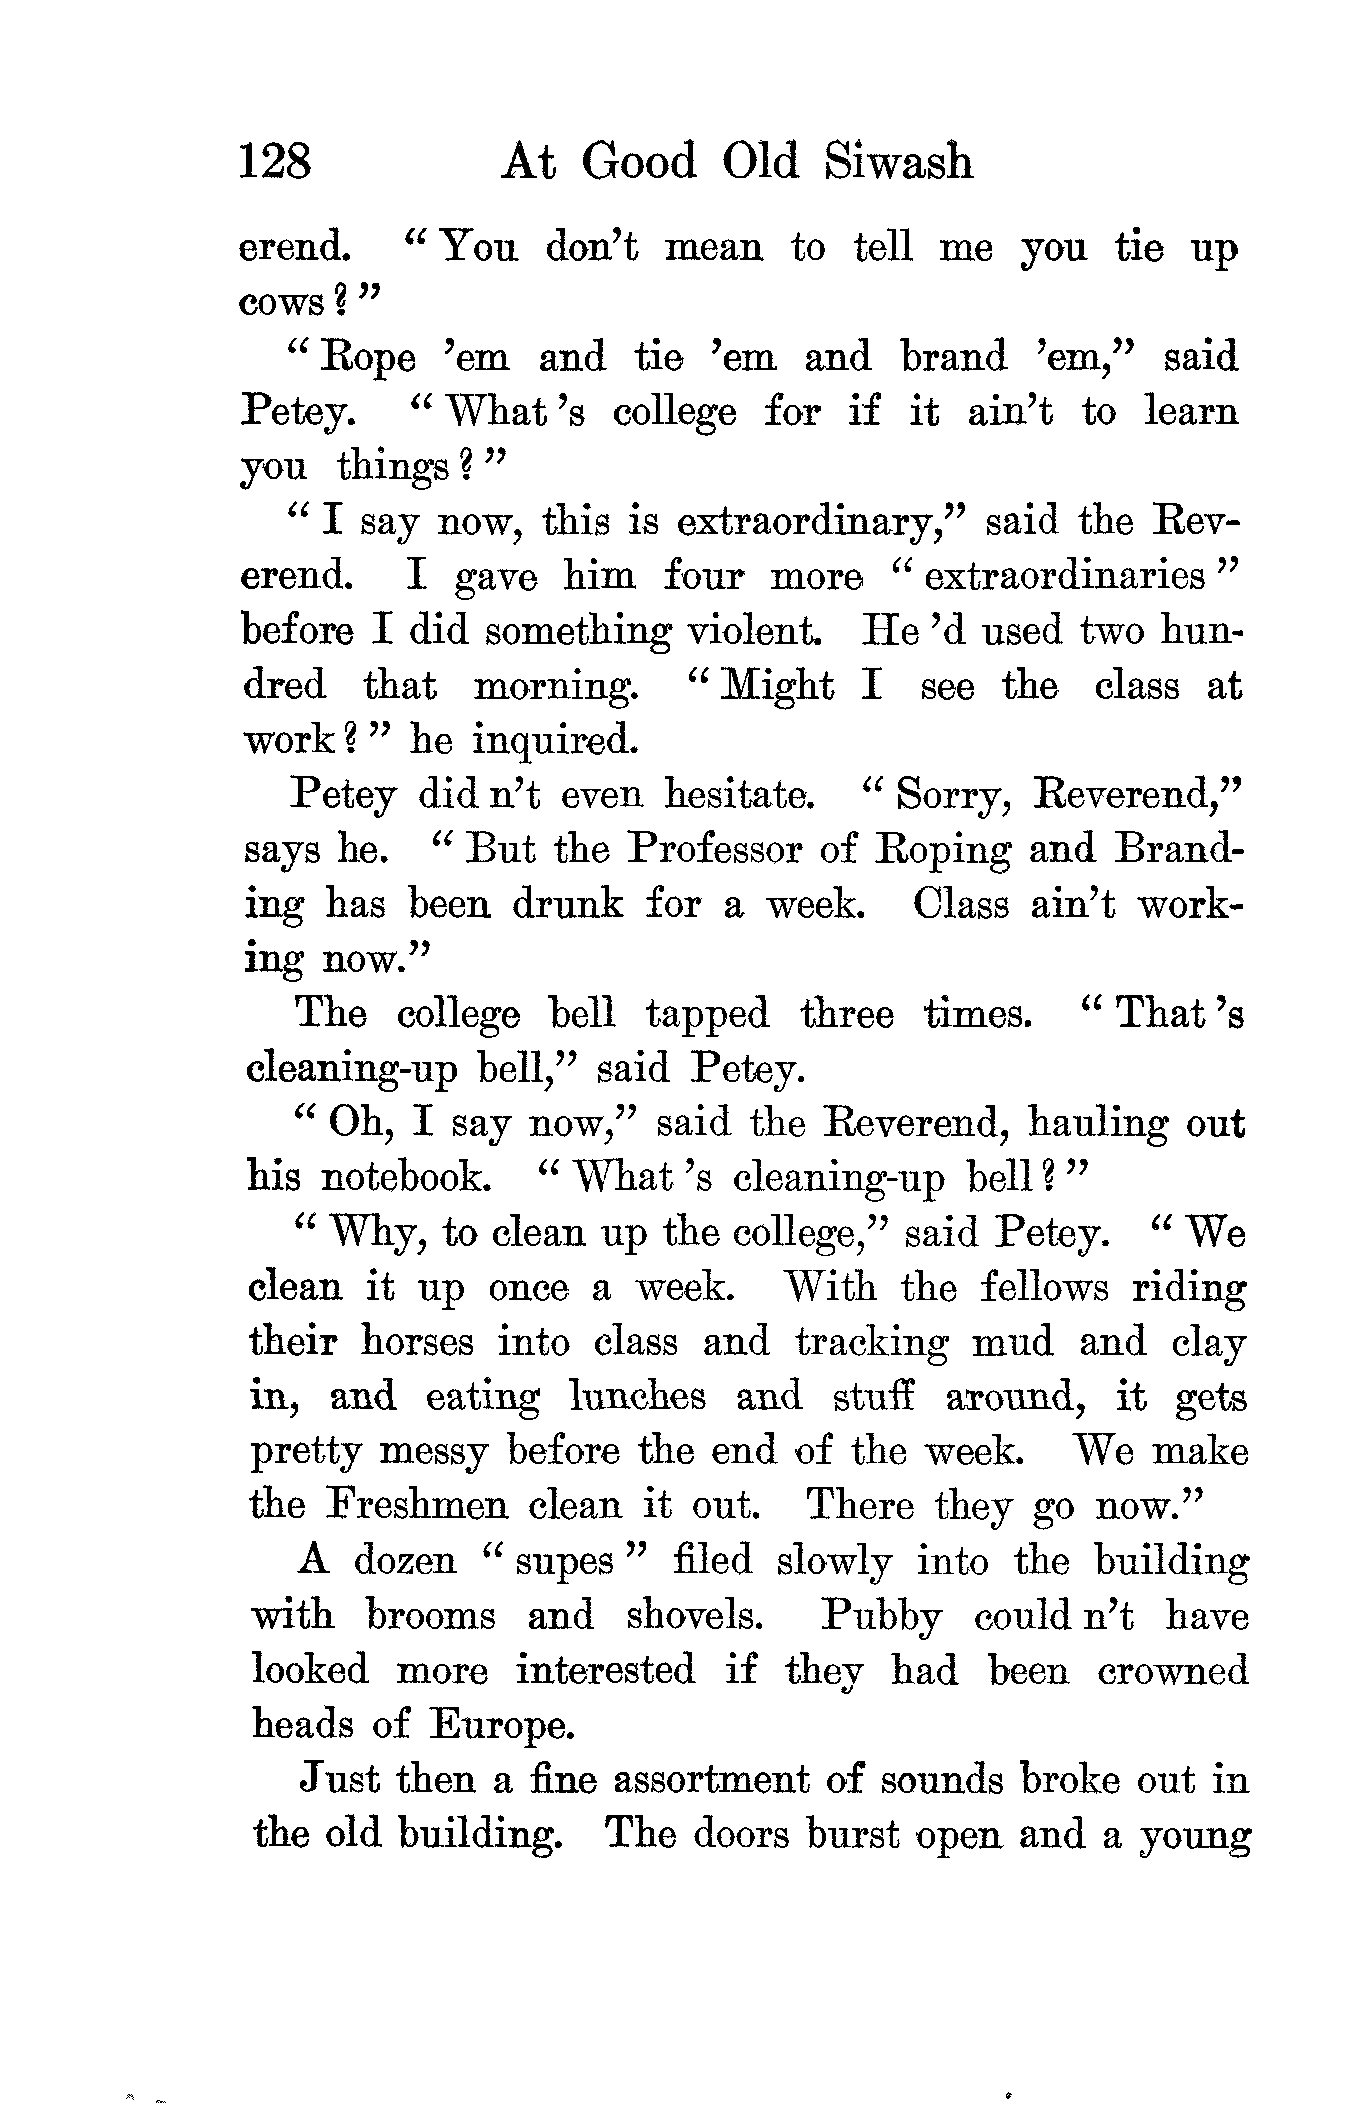 128 At Good Old Siwash
erend. “ You don’t mean to tell me you tie up
cows ? ”
“ Rope ’em and tie ’em and brand ’em,” said
Petey. “ What ’s college for if it ain’t to learn
you things ? ”
“ I say now, this is extraordinary,” said the Rev-
erend. I gave him four more “ extraordinaries ”
before I did something violent. He ’d used two hun-
dred that morning. “ Might I see the class at
work ? ” he inquired.
Petey did n’t even hesitate. “ Sorry, Reverend,”
says he. “ But the Professor of Roping and Brand-
ing has been drunk for a week. Class ain’t work-
ing now.”
The college bell tapped three times. “ That ’s
cleaning-up bell,” said Petey.
“ Oh, I say now,” said the Reverend, hauling out
his notebook. “ What ’s cleaning-up bell ? ”
“ Why, to clean up the college,” said Petey. “ We
clean it up once a week. With the fellows riding
their horses into class and tracking mud and clay
in, and eating lunches and stuff around, it gets
pretty messy before the end of the week. We make
the Freshmen clean it out. There they go now.”
A dozen “ supes ” filed slowly into the building
with brooms and shovels. Pubby could n’t have
looked more interested if they had been crowned
heads of Europe.
Just then a fine assortment of sounds broke out in
the old building. The doors burst open and a young